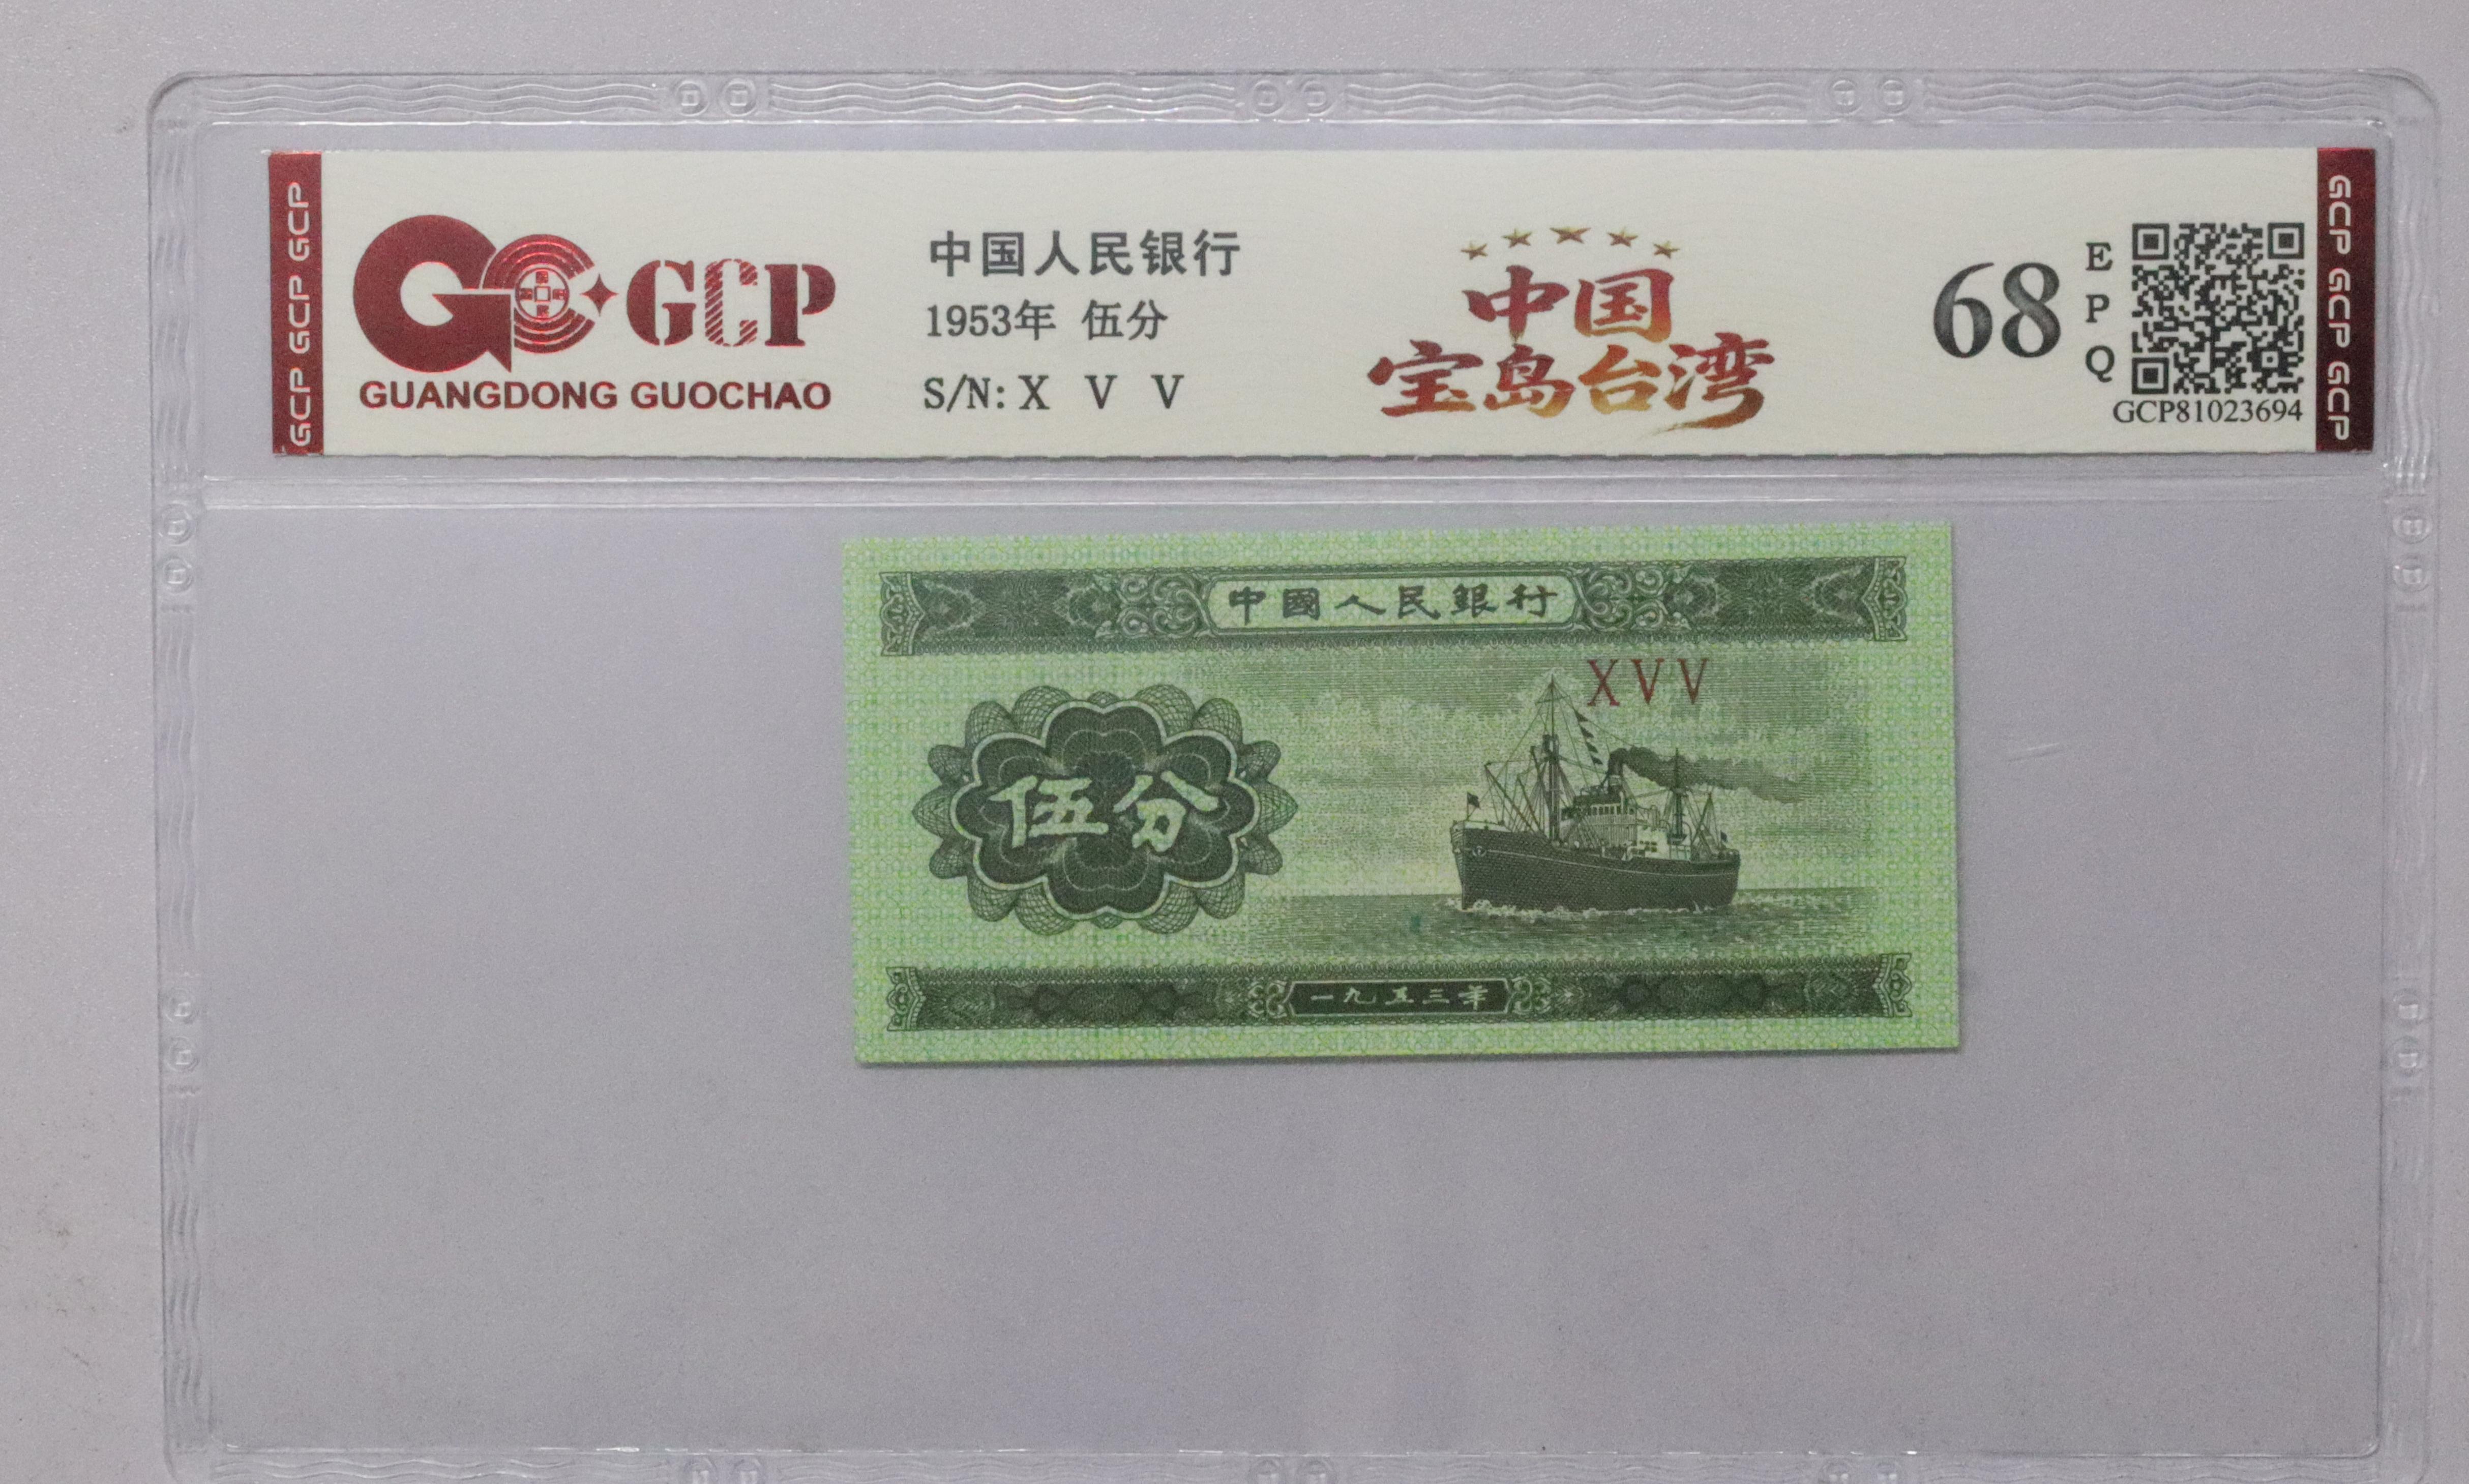 GCP GCP GCP
GCP
GUANGDONG GUOCHAO
中国人民银行
1953年 伍分
S/N: X V V
中国
宝岛台湾
68
EPQ
GCP81023694
GCP GCP GCP
中國人民銀行
XVV
伍分
一九五三年